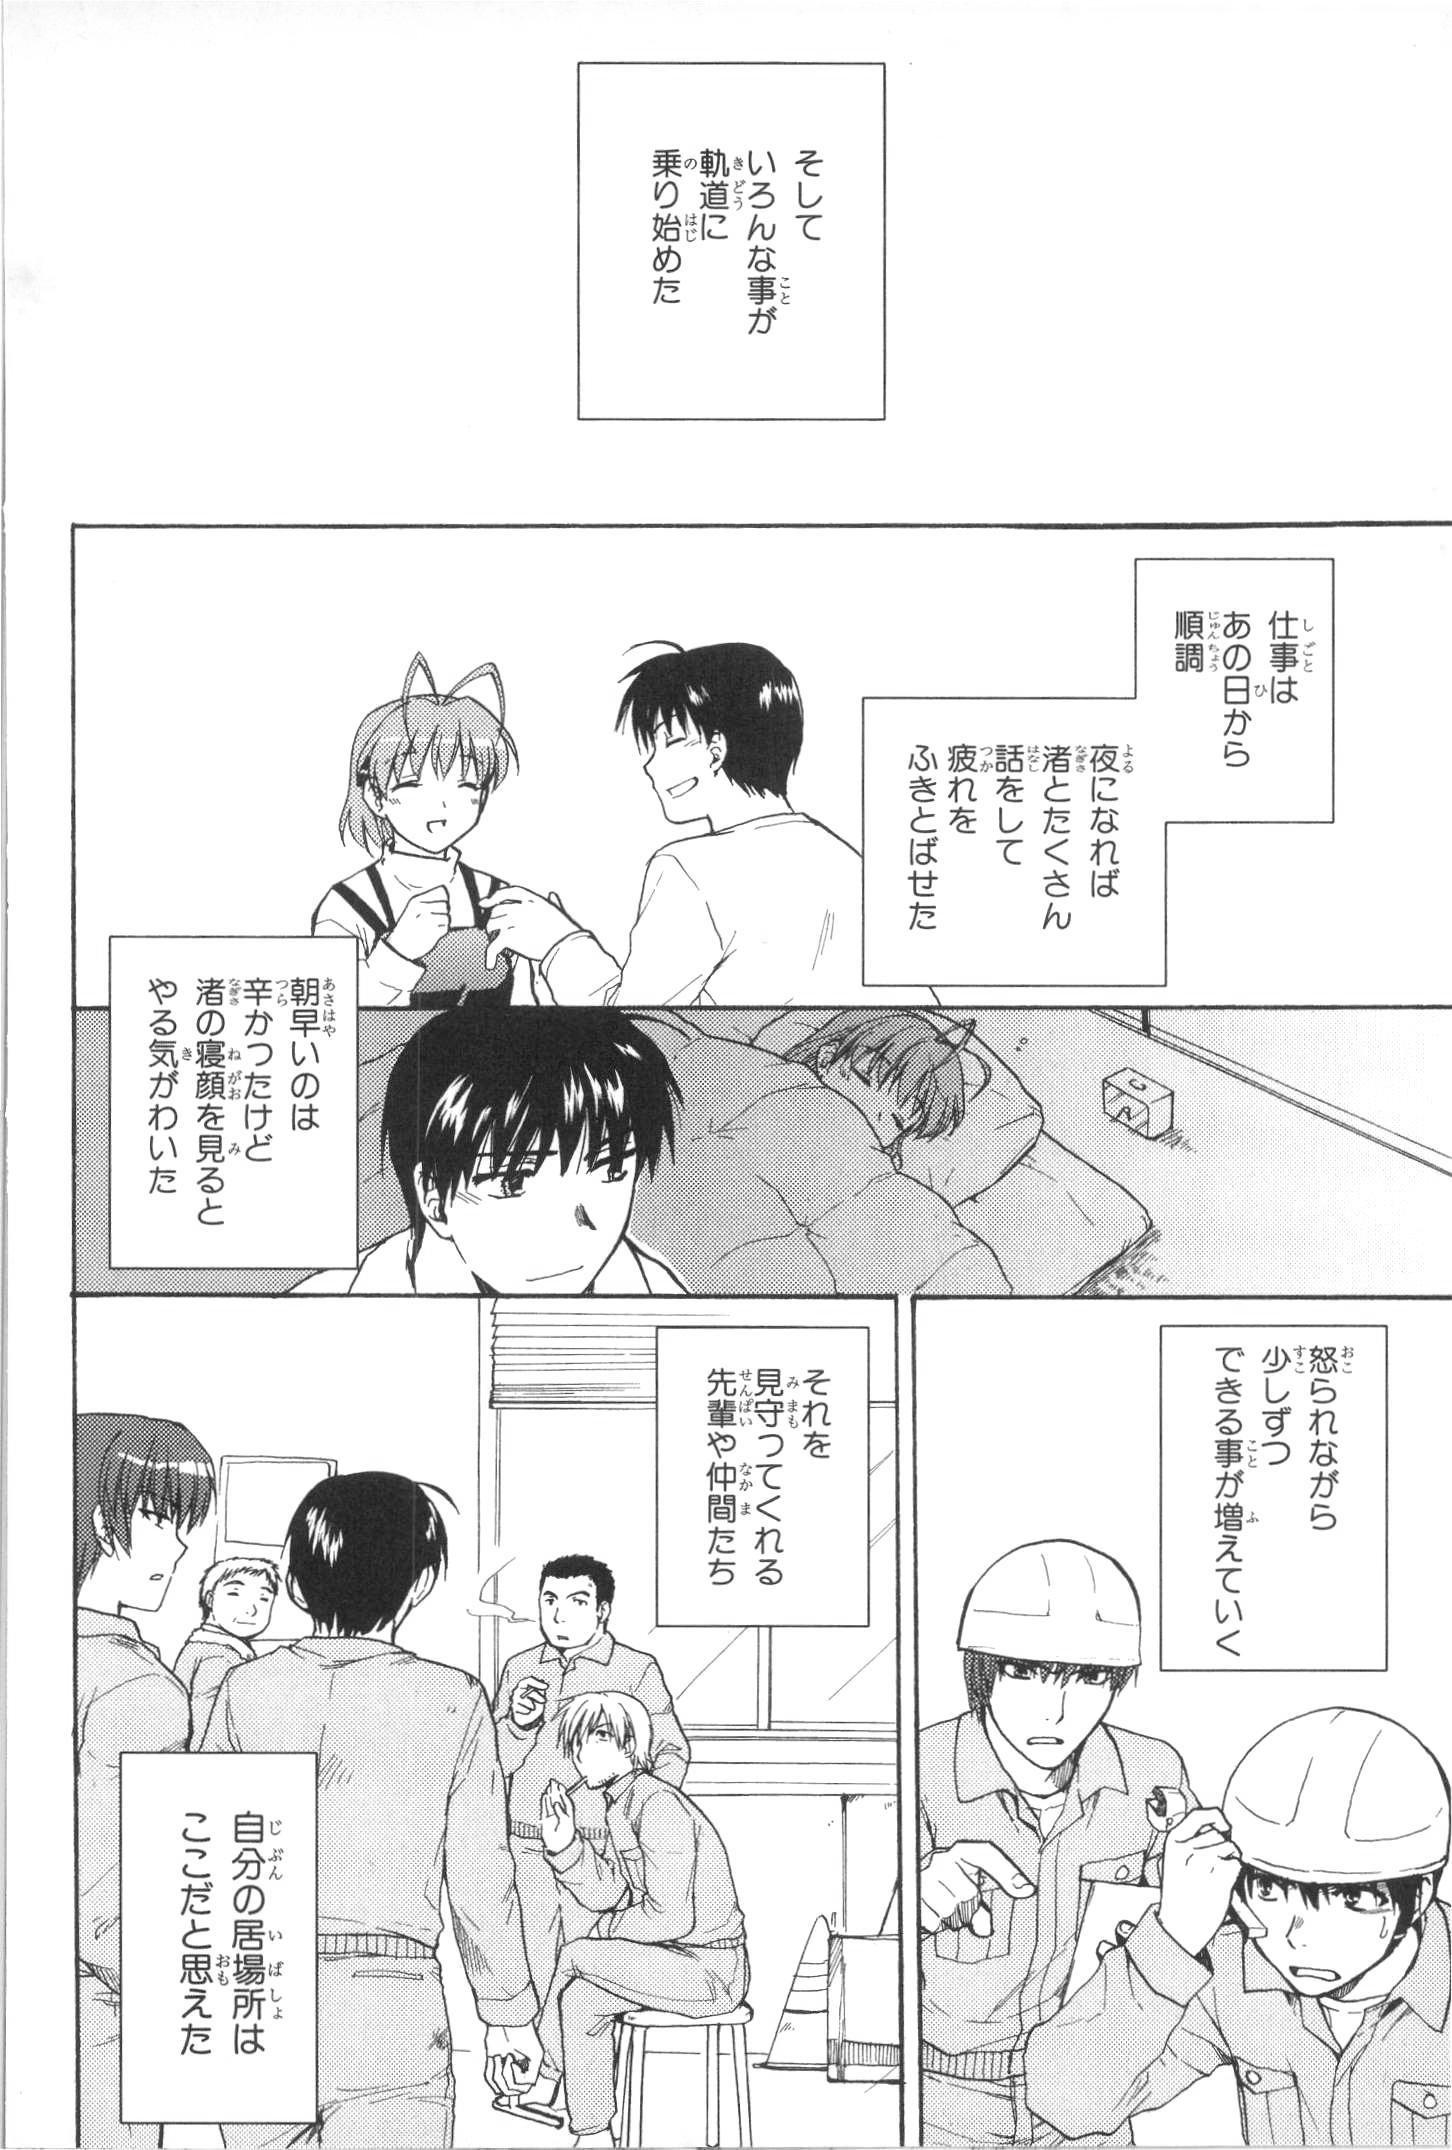 そして
いろんな事が
軌道に
乗り始めた
仕事は
あの日から
順調
夜になれば
渚とたくさん
話をして
疲れを
ふきとばせた
朝早いのは
辛かったけど
渚の寝顔を見ると
やる気がわいた
怒られながら
少しずつ
できる事が増えていく
それを
見守ってくれる
先輩や仲間たち
自分の居場所は
ここだと思えた